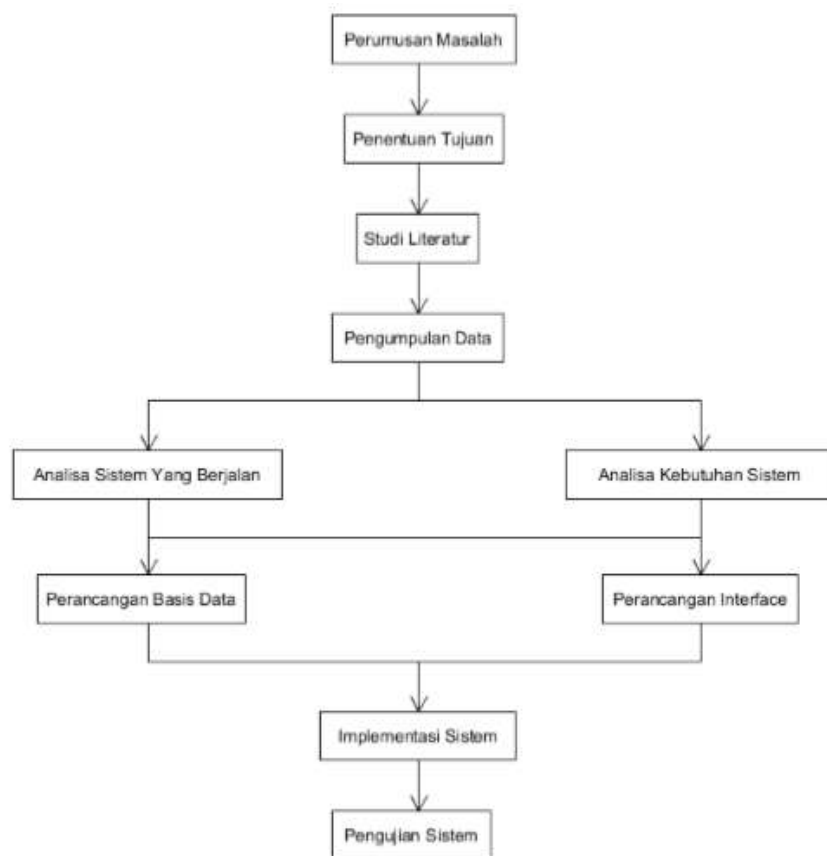 Perumusan Masalah
Penentuan Tujuan
Studi Literatur
Pengumpulan Data
Analisa Sistem Yang Berjalan
Analisa Kebutuhan Sistem
Perancangan Basis Data
Perancangan Interface
Implementasi Sistem
Pengujian Sistem